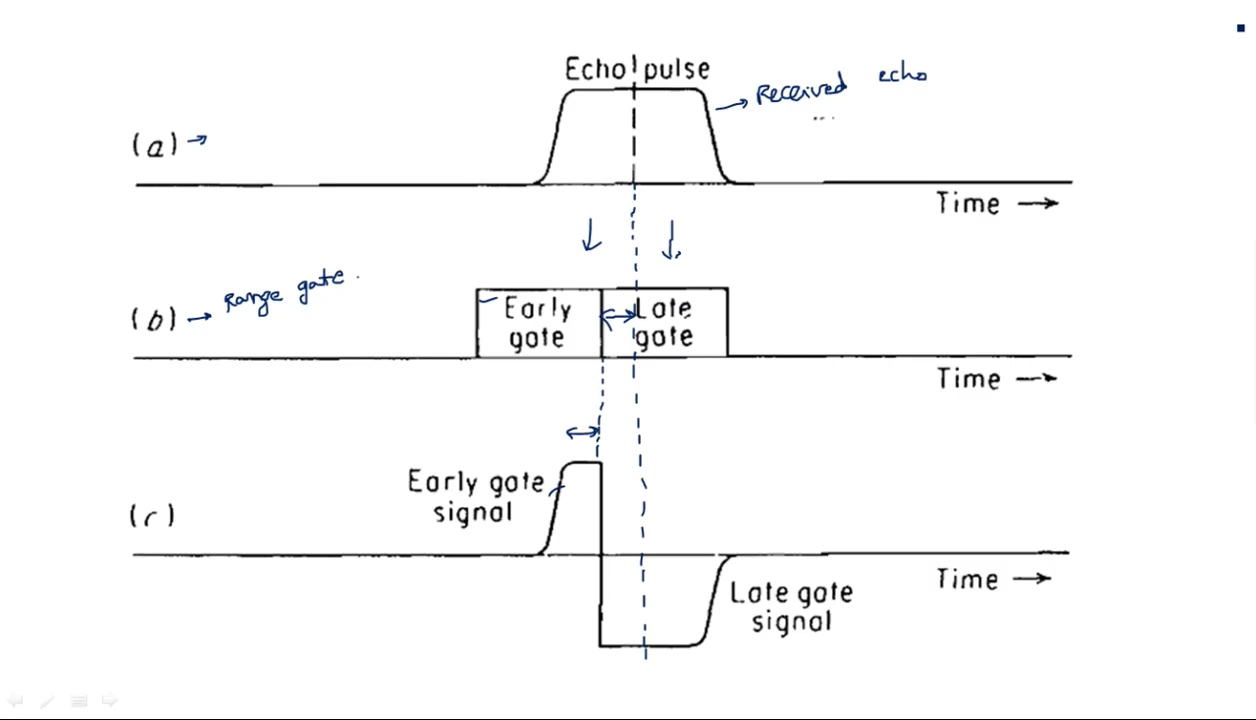 Echo pulse
Received echo
(a)
Time
Range gate
(b)
Early gate
Late gate
Time
Early gate signal
(c)
Late gate signal
Time